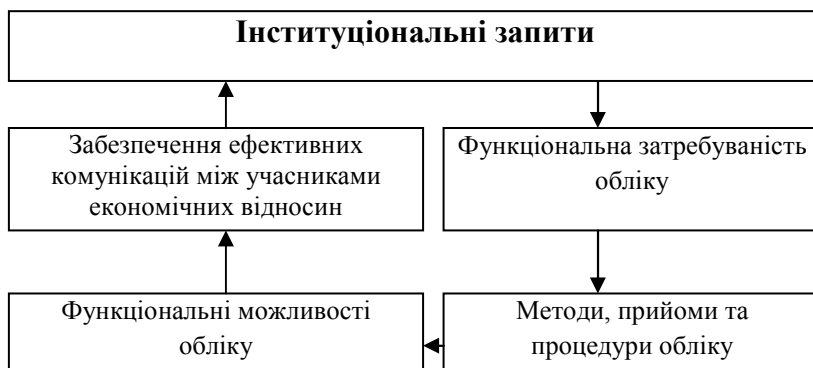 Інституціональні запити
Забезпечення ефективних
комунікацій між учасниками
економічних відносин
Функціональна затребуваність
обліку
Функціональні можливості
обліку
Методи, прийоми та
процедури обліку